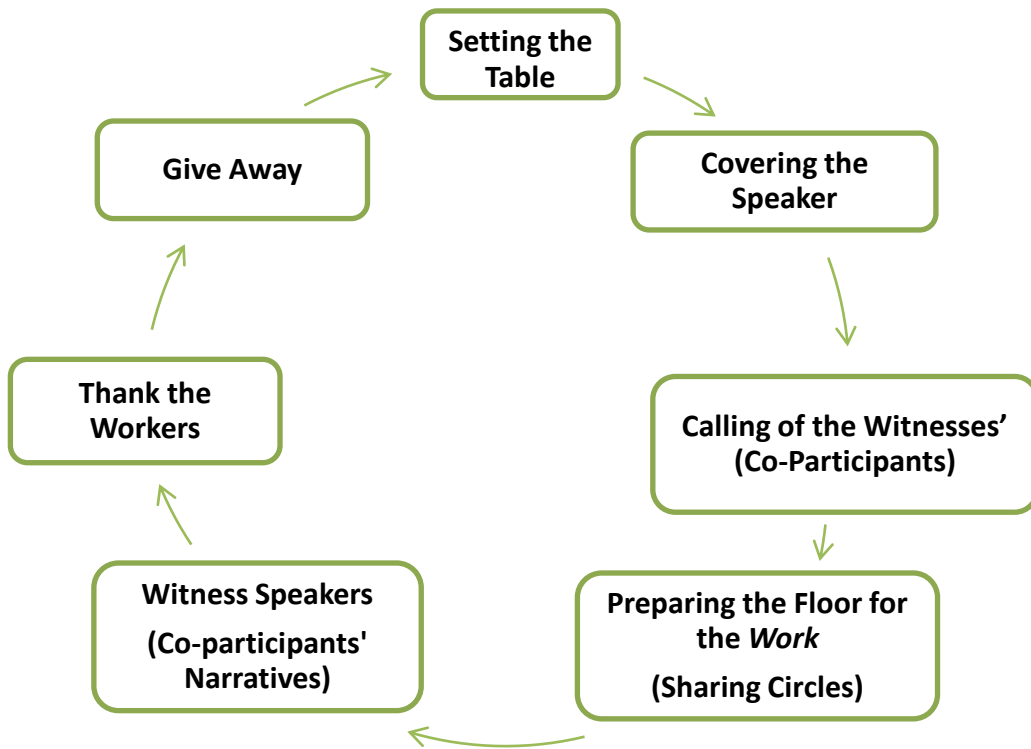 Setting the
Table
Covering the
Speaker
Calling of the Witnesses’
(Co-Participants)
Preparing the Floor for
the Work
(Sharing Circles)
Witness Speakers
(Co-participants'
Narratives)
Thank the
Workers
Give Away